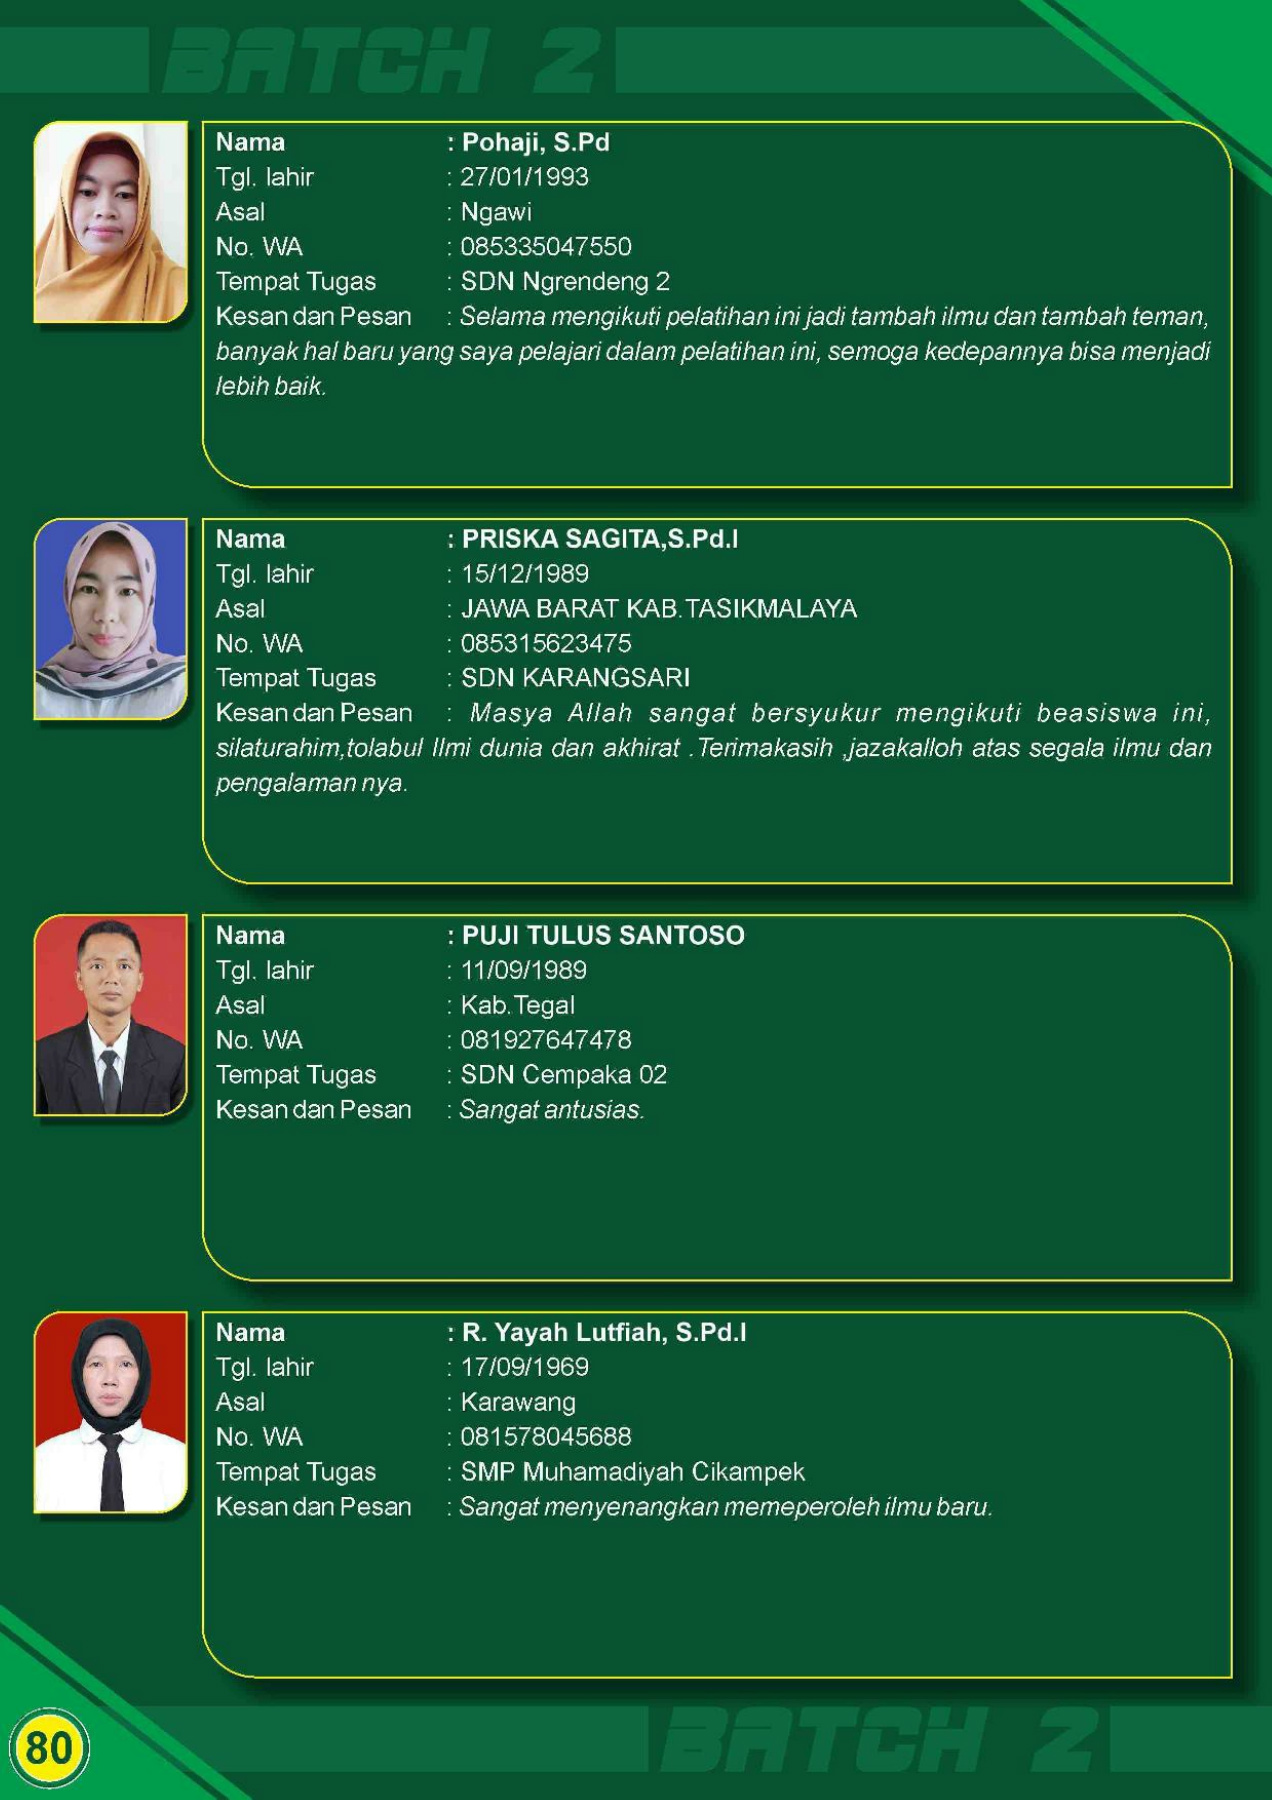 BATCH 2
Nama : Pohaji, S.Pd
Tgl. lahir : 27/01/1993
Asal : Ngawi
No. WA : 085335047550
Tempat Tugas : SDN Ngrendeng 2
Kesan dan Pesan : Selama mengikuti pelatihan ini jadi tambah ilmu dan tambah teman,
banyak hal baru yang saya pelajari dalam pelatihan ini, semoga kedepannya bisa menjadi
lebih baik.
Nama : PRISKA SAGITA,S.Pd.I
Tgl. lahir : 15/12/1989
Asal : JAWA BARAT KAB.TASIKMALAYA
No. WA : 085315623475
Tempat Tugas : SDN KARANGSARI
Kesan dan Pesan : Masya Allah sangat bersyukur mengikuti beasiswa ini,
silaturahim,tolabul Ilmi dunia dan akhirat .Terimakasih ,jazakalloh atas segala ilmu dan
pengalaman nya.
Nama : PUJI TULUS SANTOSO
Tgl. lahir : 11/09/1989
Asal : Kab.Tegal
No. WA : 081927647478
Tempat Tugas : SDN Cempaka 02
Kesan dan Pesan : Sangat antusias.
Nama : R. Yayah Lutfiah, S.Pd.I
Tgl. lahir : 17/09/1969
Asal : Karawang
No. WA : 081578045688
Tempat Tugas : SMP Muhamadiyah Cikampek
Kesan dan Pesan : Sangat menyenangkan memeperoleh ilmu baru.
80
BATCH 2